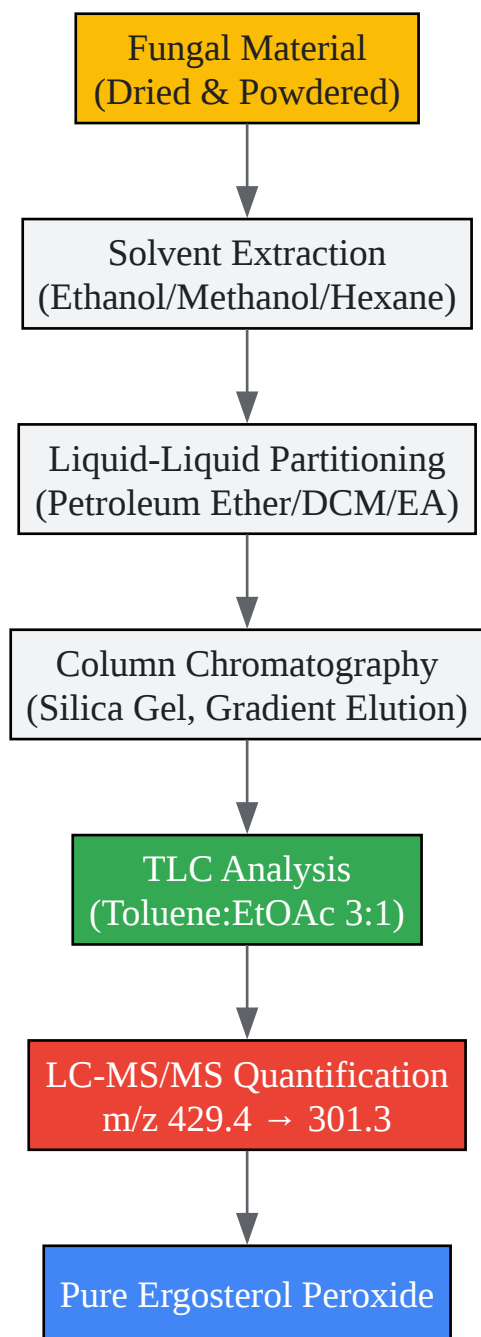 Fungal Material
(Dried & Powdered)
Solvent Extraction
(Ethanol/Methanol/Hexane)
Liquid-Liquid Partitioning
(Petroleum Ether/DCM/EA)
Column Chromatography
(Silica Gel, Gradient Elution)
TLC Analysis
(Toluene:EtOAc 3:1)
LC-MS/MS Quantification
m/z 429.4 → 301.3
Pure Ergosterol Peroxide